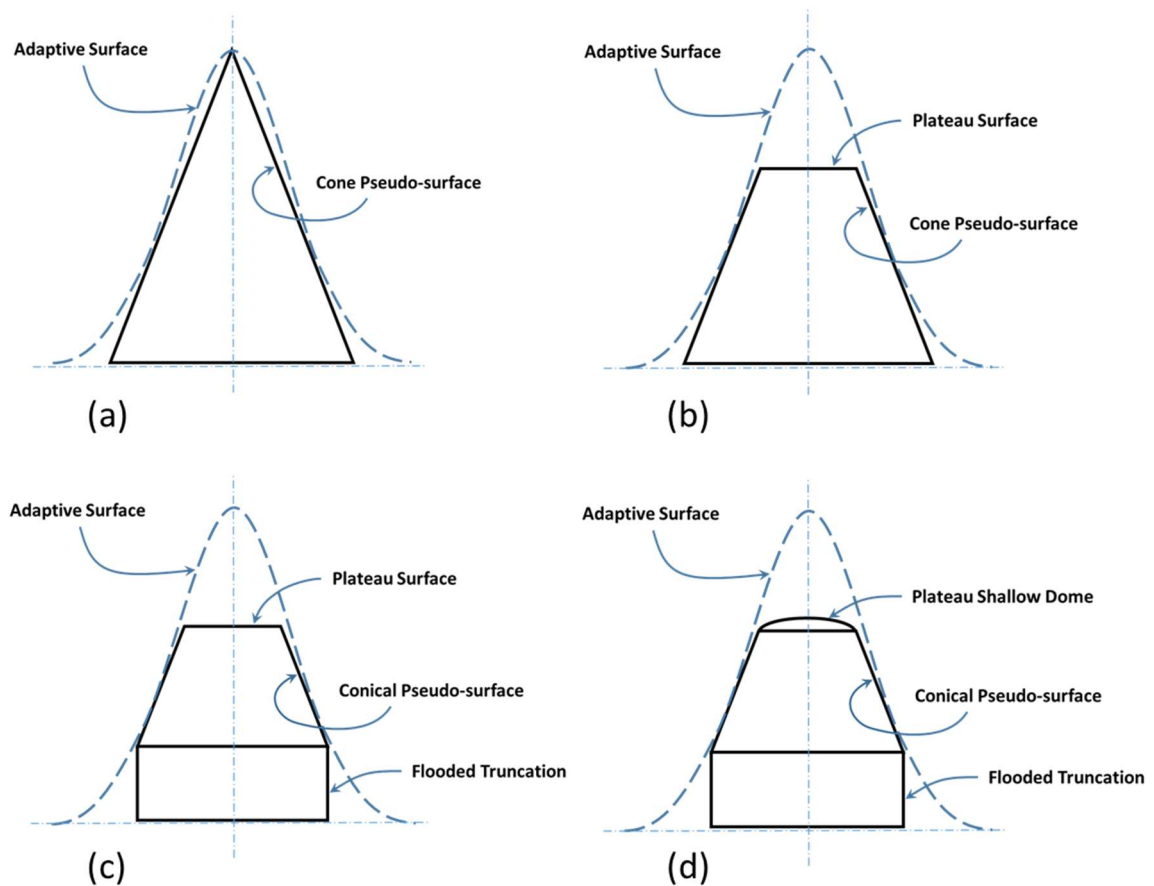 Adaptive Surface
Cone Pseudo-surface
(a)
Adaptive Surface
Plateau Surface
Cone Pseudo-surface
(b)
Adaptive Surface
Plateau Surface
Conical Pseudo-surface
Flooded Truncation
(c)
Adaptive Surface
Plateau Shallow Dome
Conical Pseudo-surface
Flooded Truncation
(d)